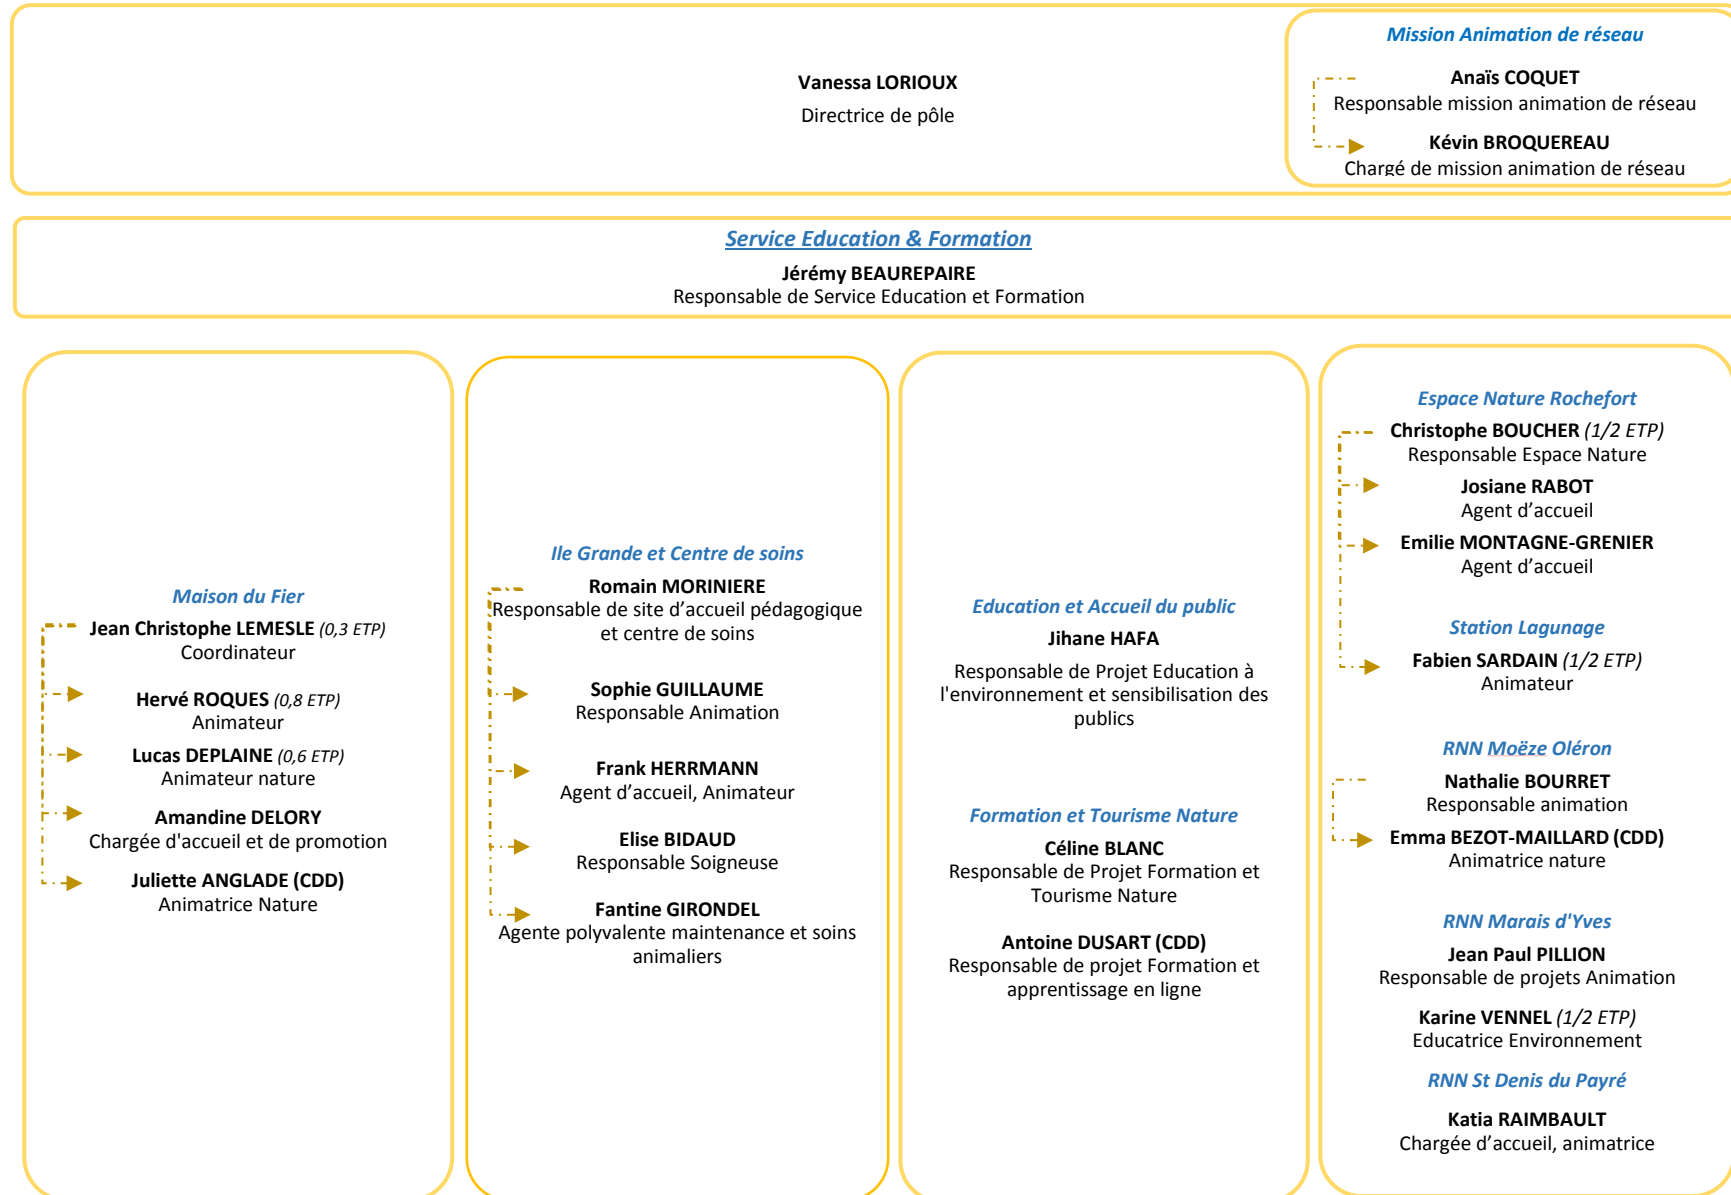 Mission Animation de réseau
Anaïs COQUET
Responsable mission animation de réseau
Kévin BROQUEREAU
Chargé de mission animation de réseau
Vanessa LORIOUX
Directrice de pôle
Service Education & Formation
Jérémy BEAUREPAIRE
Responsable de Service Education et Formation
Maison du Fier
Jean Christophe LEMESLE (0,3 ETP)
Coordinateur
Hervé ROQUES (0,8 ETP)
Animateur
Lucas DEPLAINE (0,6 ETP)
Animateur nature
Amandine DELORY
Chargée d'accueil et de promotion
Juliette ANGLADE (CDD)
Animatrice Nature
Ile Grande et Centre de soins
Romain MORINIERE
Responsable de site d’accueil pédagogique
et centre de soins
Sophie GUILLAUME
Responsable Animation
Frank HERRMANN
Agent d’accueil, Animateur
Elise BIDAUD
Responsable Soigneuse
Fantine GIRONDEL
Agente polyvalente maintenance et soins
animaliers
Education et Accueil du public
Jihane HAFA
Responsable de Projet Education à
l'environnement et sensibilisation des
publics
Formation et Tourisme Nature
Céline BLANC
Responsable de Projet Formation et
Tourisme Nature
Antoine DUSART (CDD)
Responsable de projet Formation et
apprentissage en ligne
Espace Nature Rochefort
Christophe BOUCHER (1/2 ETP)
Responsable Espace Nature
Josiane RABOT
Agent d’accueil
Emilie MONTAGNE-GRENIER
Agent d’accueil
Station Lagunage
Fabien SARDAIN (1/2 ETP)
Animateur
RNN Moëze Oléron
Nathalie BOURRET
Responsable animation
Emma BEZOT-MAILLARD (CDD)
Animatrice nature
RNN Marais d'Yves
Jean Paul PILLION
Responsable de projets Animation
Karine VENNEL (1/2 ETP)
Educatrice Environnement
RNN St Denis du Payré
Katia RAIMBAULT
Chargée d’accueil, animatrice